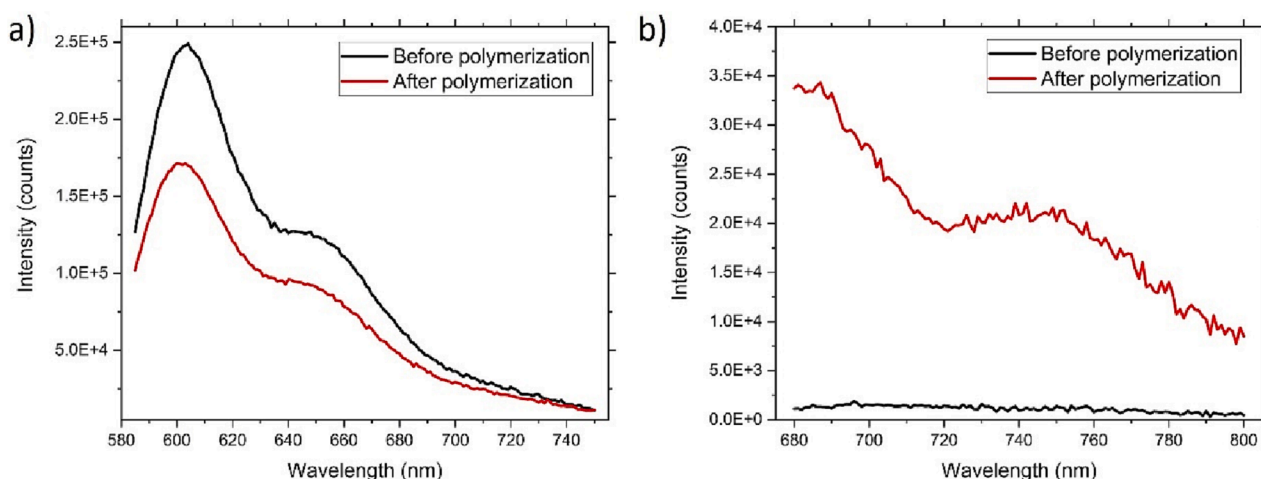 a)
Before polymerization
After polymerization
2.5E+5
2.0E+5
1.5E+5
1.0E+5
5.0E+4
Intensity (counts)
580 600 620 640 660 680 700 720 740
Wavelength (nm)
b)
Before polymerization
After polymerization
4.0E+4
3.5E+4
3.0E+4
2.5E+4
2.0E+4
1.5E+4
1.0E+4
5.0E+3
0.0E+0
Intensity (counts)
680 700 720 740 760 780 800
Wavelength (nm)